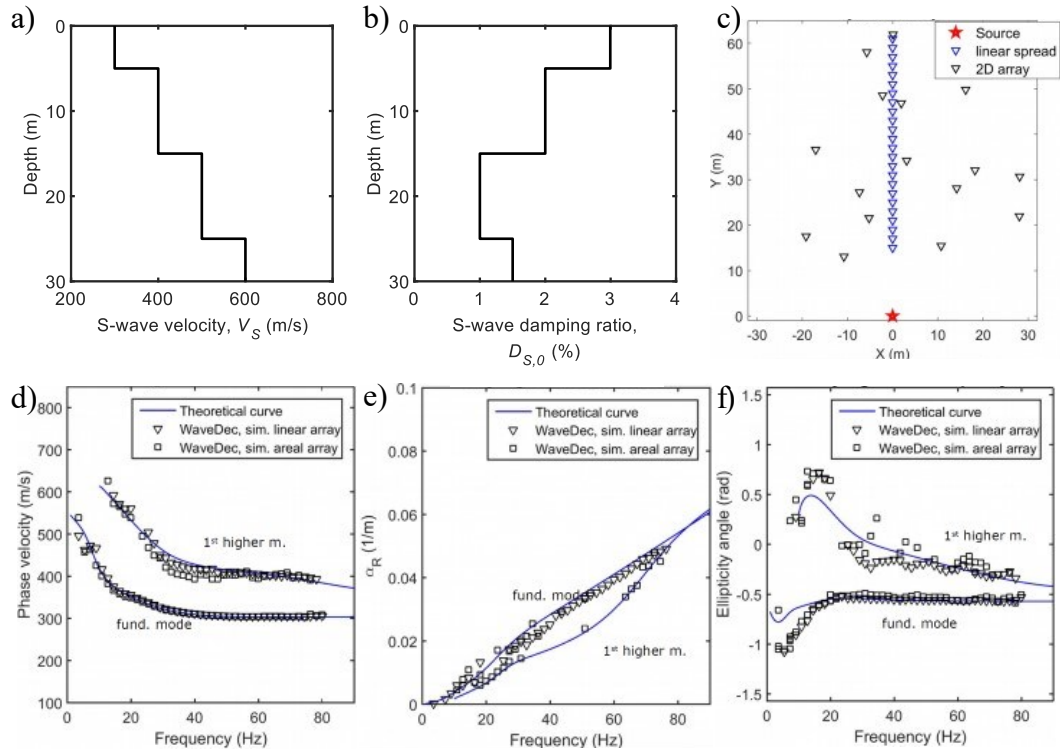 a)
0
10
20
30
Depth (m)
200
400
600
800
S-wave velocity, V_S (m/s)
b)
0
10
20
30
Depth (m)
0
1
2
3
4
S-wave damping ratio,
D_{S,0} (%)
c)
60
50
40
30
20
10
0
Y (m)
-30
-20
-10
0
10
20
30
X (m)
Source
linear spread
2D array
d)
800
700
600
500
400
300
200
100
Phase velocity (m/s)
0
20
40
60
80
Frequency (Hz)
Theoretical curve
WaveDec, sim. linear array
WaveDec, sim. areal array
1st higher m.
fund. mode
e)
0.1
0.08
0.06
0.04
0.02
0
α_R (1/m)
0
20
40
60
80
Frequency (Hz)
Theoretical curve
WaveDec, sim. linear array
WaveDec, sim. areal array
fund. mode
1st higher m.
f)
1.5
1
0.5
0
-0.5
-1
-1.5
Ellipticity angle (rad)
0
20
40
60
80
Frequency (Hz)
Theoretical curve
WaveDec, sim. linear array
WaveDec, sim. areal array
1st higher m.
fund. mode